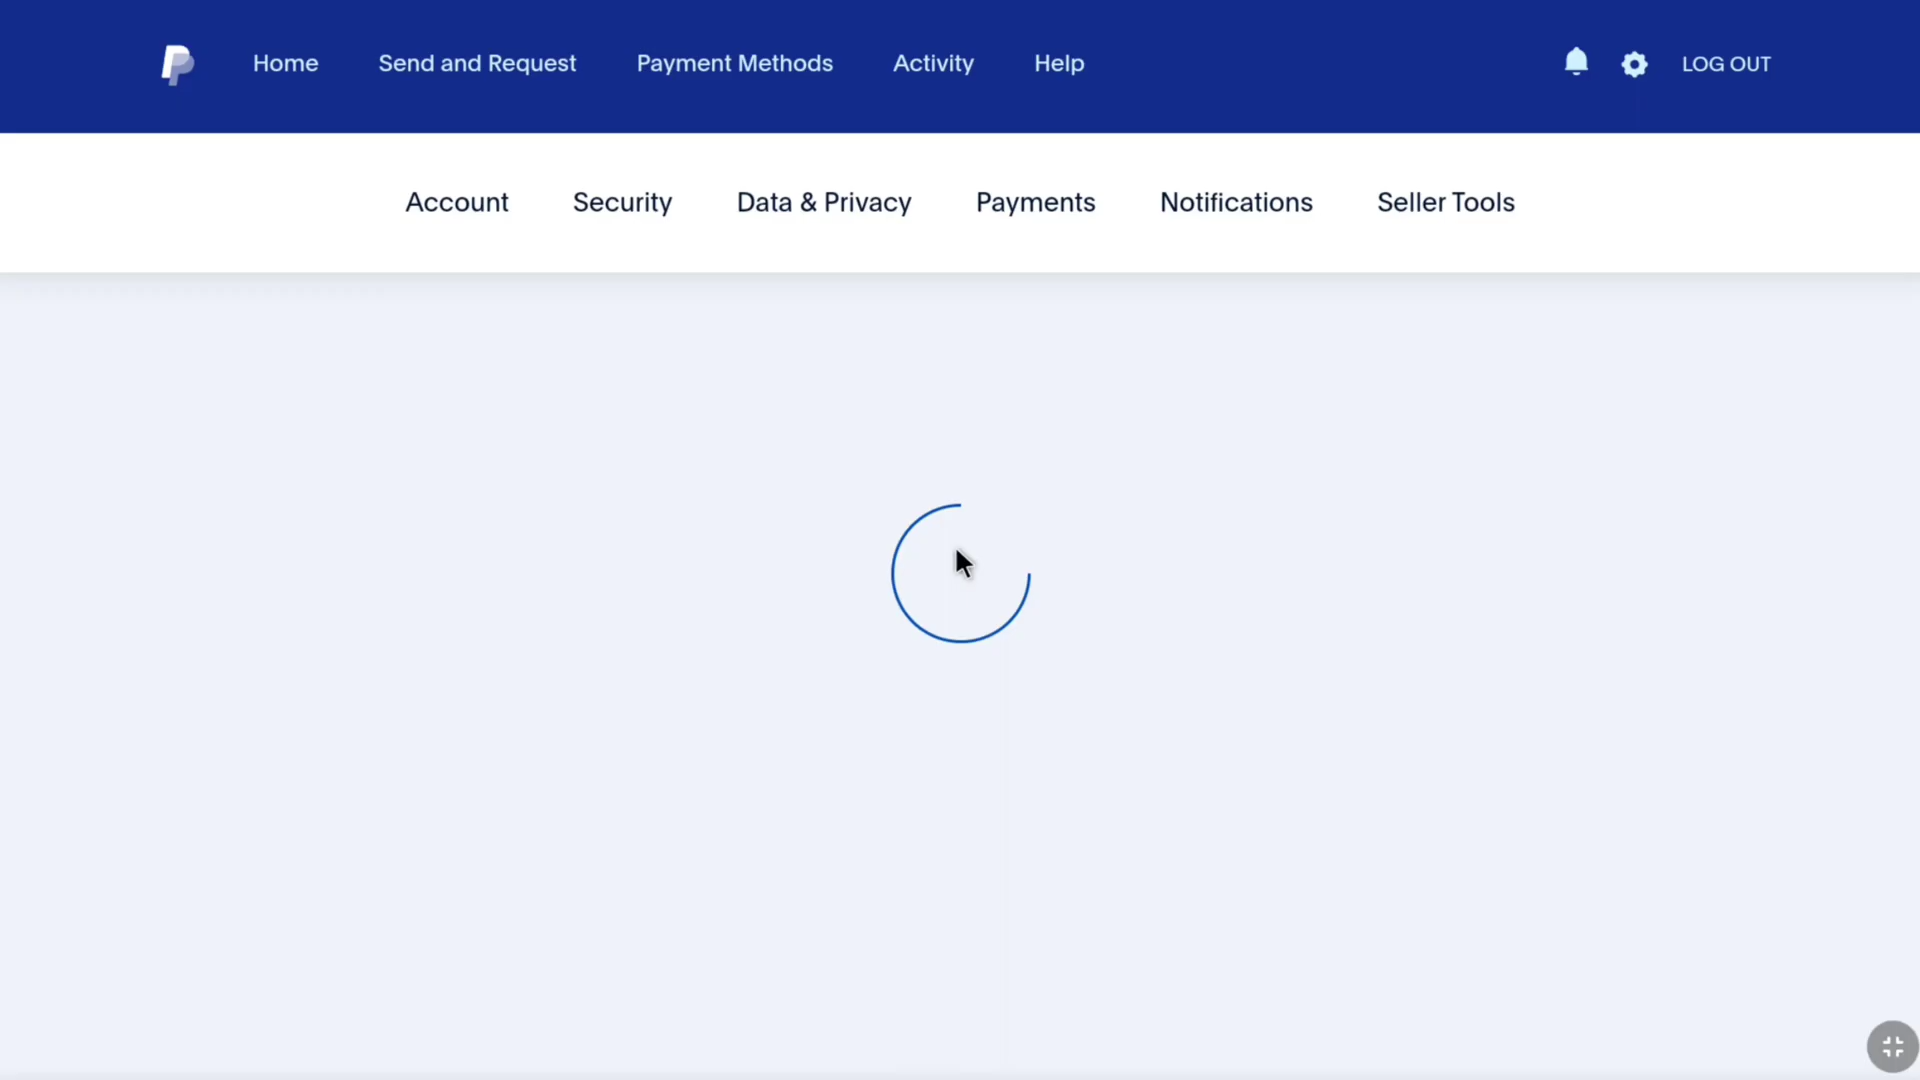 Home Send and Request Payment Methods Activity Help LOG OUT
Account Security Data & Privacy Payments Notifications Seller Tools